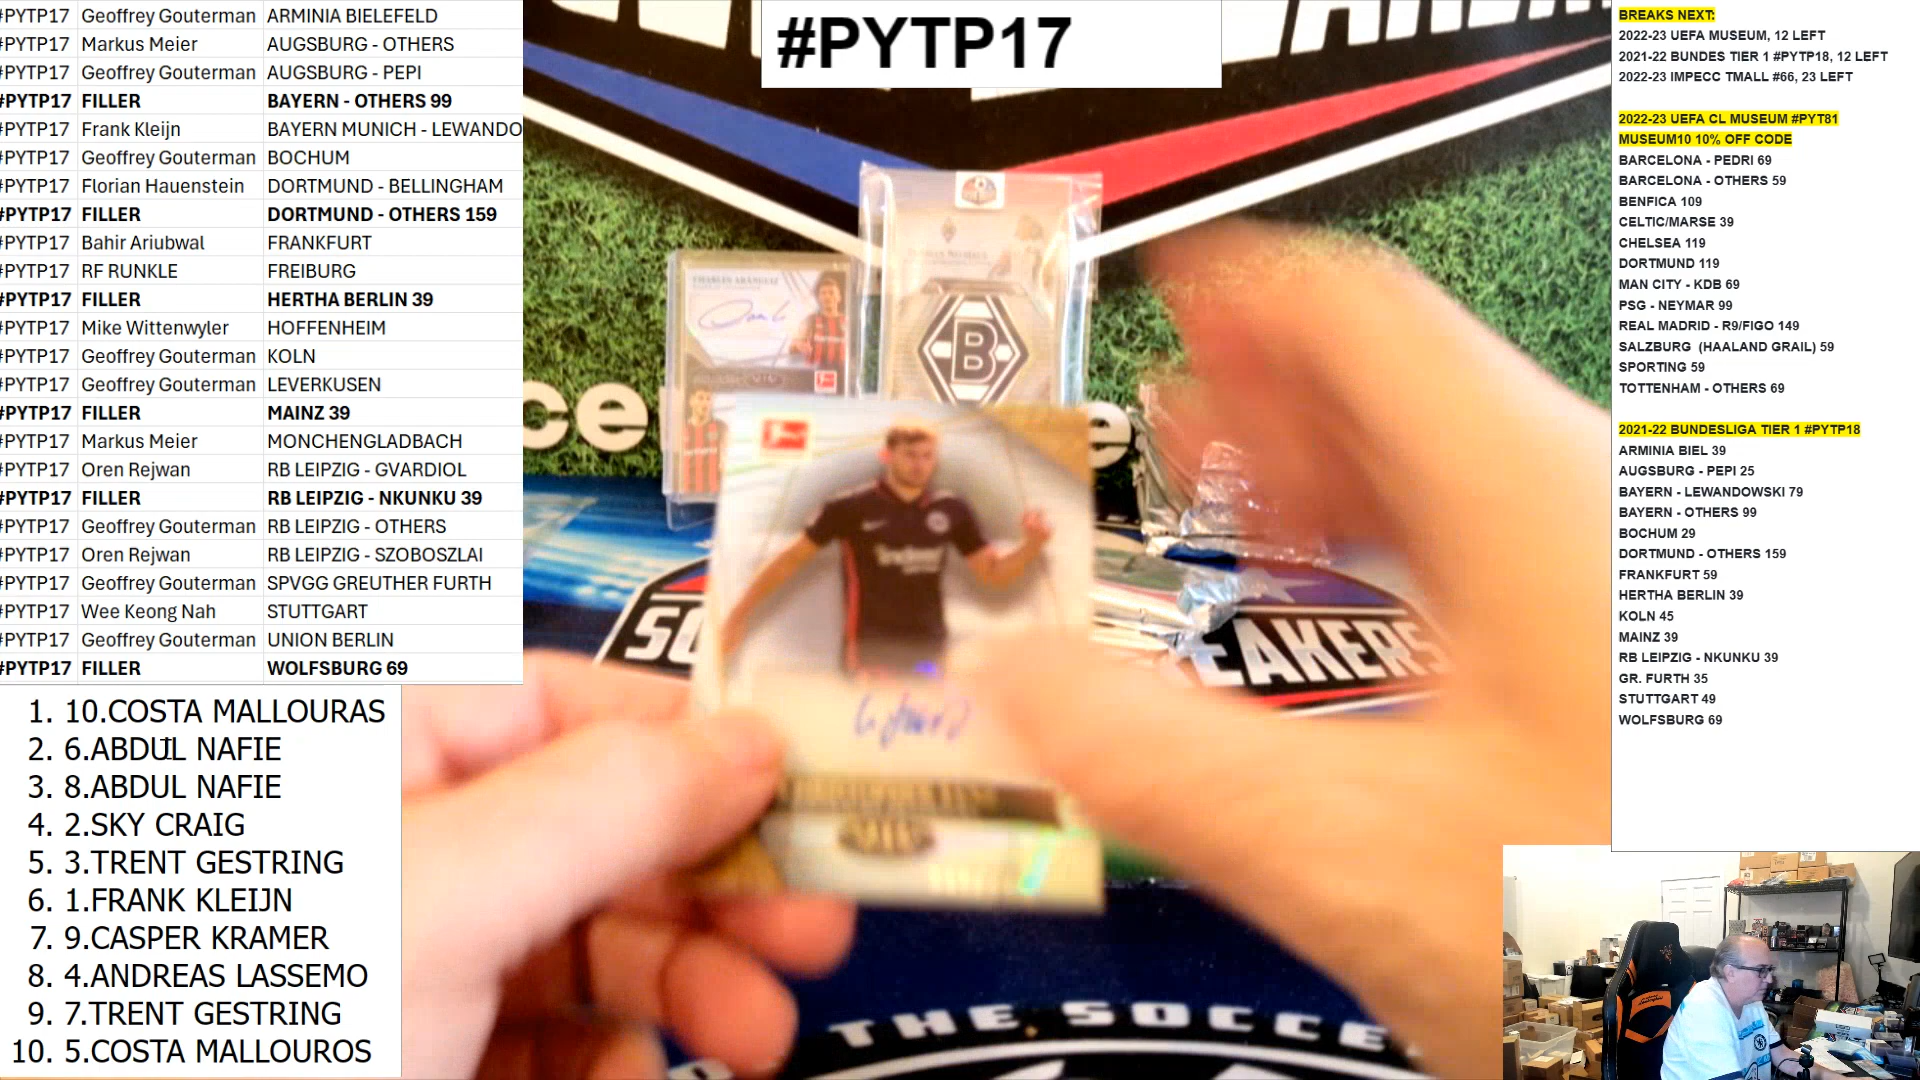 #PYTP17 Geoffrey Gouterman ARMINIA BIELEFELD
#PYTP17 Markus Meier AUGSBURG - OTHERS
#PYTP17 Geoffrey Gouterman AUGSBURG - PEPI
#PYTP17 FILLER BAYERN - OTHERS 99
#PYTP17 Frank Kleijn BAYERN MUNICH - LEWANDO
#PYTP17 Geoffrey Gouterman BOCHUM
#PYTP17 Florian Hauenstein DORTMUND - BELLINGHAM
#PYTP17 FILLER DORTMUND - OTHERS 159
#PYTP17 Bahir Ariubwal FRANKFURT
#PYTP17 RF RUNKLE FREIBURG
#PYTP17 FILLER HERTHA BERLIN 39
#PYTP17 Mike Wittenwyler HOFFENHEIM
#PYTP17 Geoffrey Gouterman KOLN
#PYTP17 Geoffrey Gouterman LEVERKUSEN
#PYTP17 FILLER MAINZ 39
#PYTP17 Markus Meier MONCHENGLADBACH
#PYTP17 Oren Rejwan RB LEIPZIG - GVARDIOL
#PYTP17 FILLER RB LEIPZIG - NKUNKU 39
#PYTP17 Geoffrey Gouterman RB LEIPZIG - OTHERS
#PYTP17 Oren Rejwan RB LEIPZIG - SZOBOSZLAI
#PYTP17 Geoffrey Gouterman SPVGG GREUTHER FURTH
#PYTP17 Wee Keong Nah STUTTGART
#PYTP17 Geoffrey Gouterman UNION BERLIN
#PYTP17 FILLER WOLFSBURG 69
1. 10.COSTA MALLOURAS
2. 6.ABDUL NAFIE
3. 8.ABDUL NAFIE
4. 2.SKY CRAIG
5. 3.TRENT GESTRING
6. 1.FRANK KLEIJN
7. 9.CASPER KRAMER
8. 4.ANDREAS LASSEMO
9. 7.TRENT GESTRING
10. 5.COSTA MALLOUROS
#PYTP17
CHARLES ARANGUIZ
B
ce
e
SO
EAKERS
THE SOCCE
BREAKS NEXT:
2022-23 UEFA MUSEUM, 12 LEFT
2021-22 BUNDES TIER 1 #PYTP18, 12 LEFT
2022-23 IMPECC TMALL #66, 23 LEFT
2022-23 UEFA CL MUSEUM #PYT81
MUSEUM10 10% OFF CODE
BARCELONA - PEDRI 69
BARCELONA - OTHERS 59
BENFICA 109
CELTIC/MARSE 39
CHELSEA 119
DORTMUND 119
MAN CITY - KDB 69
PSG - NEYMAR 99
REAL MADRID - R9/FIGO 149
SALZBURG (HAALAND GRAIL) 59
SPORTING 59
TOTTENHAM - OTHERS 69
2021-22 BUNDESLIGA TIER 1 #PYTP18
ARMINIA BIEL 39
AUGSBURG - PEPI 25
BAYERN - LEWANDOWSKI 79
BAYERN - OTHERS 99
BOCHUM 29
DORTMUND - OTHERS 159
FRANKFURT 59
HERTHA BERLIN 39
KOLN 45
MAINZ 39
RB LEIPZIG - NKUNKU 39
GR. FURTH 35
STUTTGART 49
WOLFSBURG 69